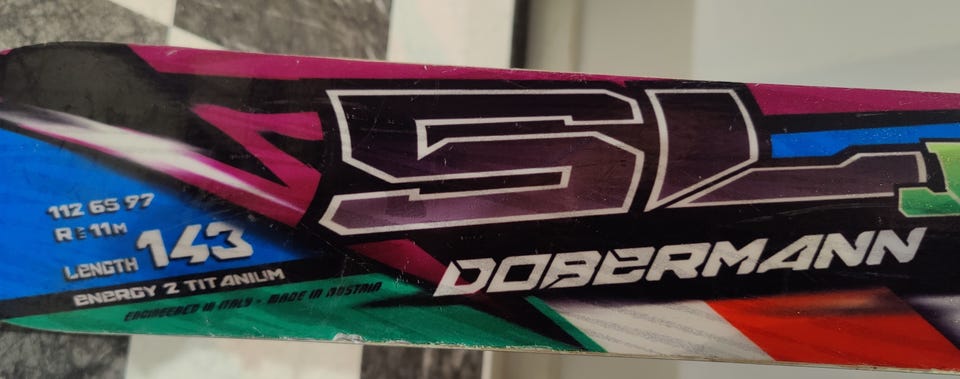 SL
112 65 97
R 11M
LENGTH 143
ENERGY 2 TITANIUM
ENGINEERED IN ITALY - MADE IN AUSTRIA
DOBERMANN